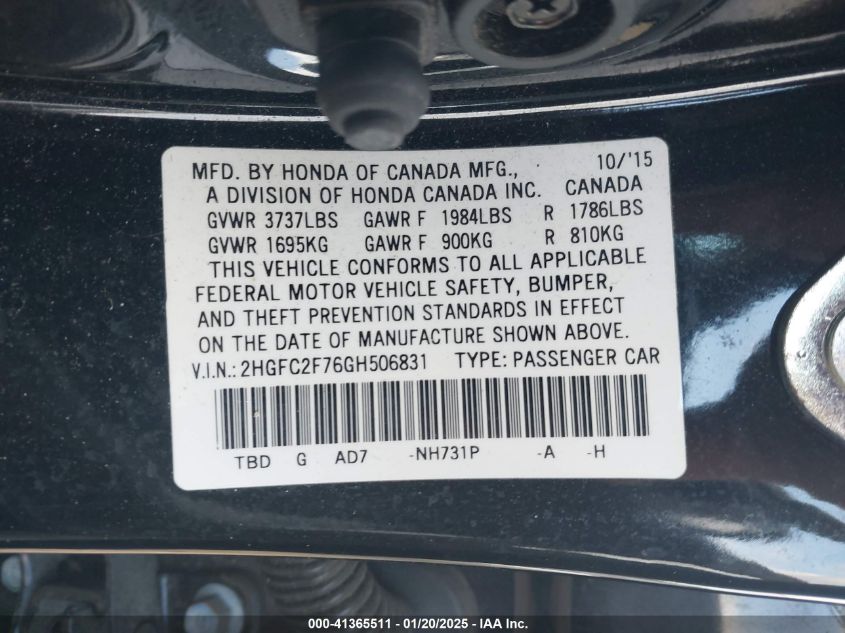 MFD. BY HONDA OF CANADA MFG., 10/'15
A DIVISION OF HONDA CANADA INC. CANADA
GVWR 3737LBS GAWR F 1984LBS R 1786LBS
GVWR 1695KG GAWR F 900KG R 810KG
THIS VEHICLE CONFORMS TO ALL APPLICABLE
FEDERAL MOTOR VEHICLE SAFETY, BUMPER,
AND THEFT PREVENTION STANDARDS IN EFFECT
ON THE DATE OF MANUFACTURE SHOWN ABOVE.
V.I.N.: 2HGFC2F76GH506831 TYPE: PASSENGER CAR
TBD G AD7 -NH731P -A -H
000-41365511 - 01/20/2025 - IAA Inc.